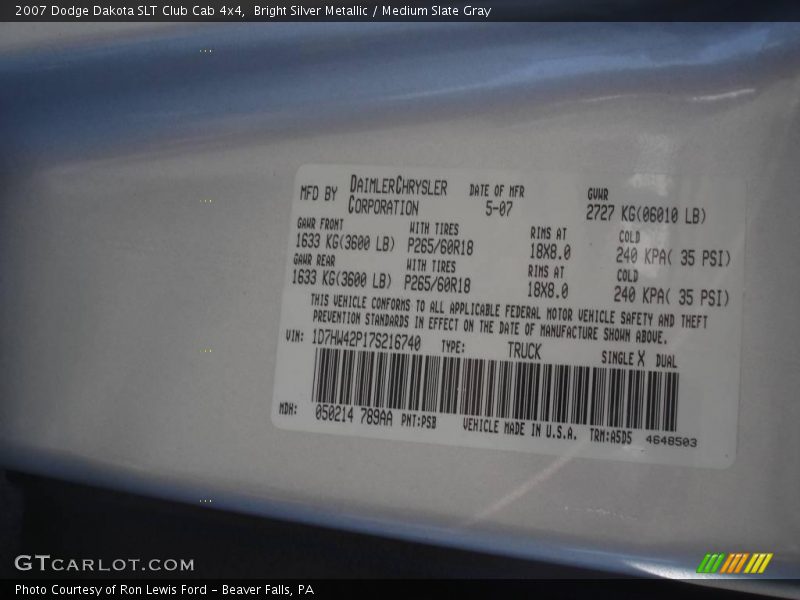 2007 Dodge Dakota SLT Club Cab 4x4, Bright Silver Metallic / Medium Slate Gray
MFD BY DAIMLERCHRYSLER CORPORATION DATE OF MFR 5-07 GVWR 2727 KG(06010 LB)
GAWR FRONT WITH TIRES RIMS AT COLD
1633 KG(3600 LB) P265/60R18 18X8.0 240 KPA( 35 PSI)
GAWR REAR WITH TIRES RIMS AT COLD
1633 KG(3600 LB) P265/60R18 18X8.0 240 KPA( 35 PSI)
THIS VEHICLE CONFORMS TO ALL APPLICABLE FEDERAL MOTOR VEHICLE SAFETY AND THEFT
PREVENTION STANDARDS IN EFFECT ON THE DATE OF MANUFACTURE SHOWN ABOVE.
VIN: 1D7HW42P17S216740 TYPE: TRUCK SINGLE X DUAL
MDH: 050214 789AA PNT:PSB VEHICLE MADE IN U.S.A. TRM:A5D5 4648503
GTCARLOT.COM
Photo Courtesy of Ron Lewis Ford - Beaver Falls, PA